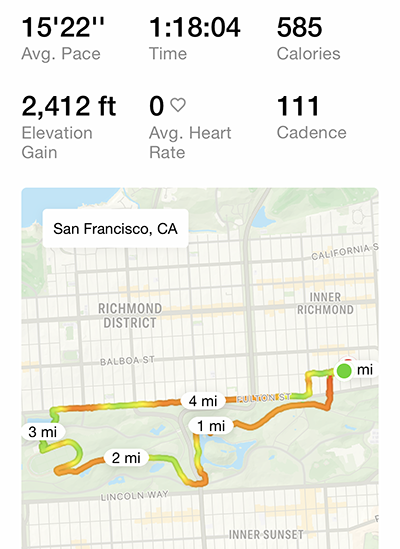 15'22"
1:18:04
585
Avg. Pace
Time
Calories
2,412 ft
0
111
Elevation
Gain
Avg. Heart
Rate
Cadence
San Francisco, CA
CALIFORNIA S
RICHMOND
DISTRICT
INNER
RICHMOND
BALBOA ST
mi
4 mi
FULTON ST
1 mi
3 mi
2 mi
LINCOLN WAY
INNER SUNSET